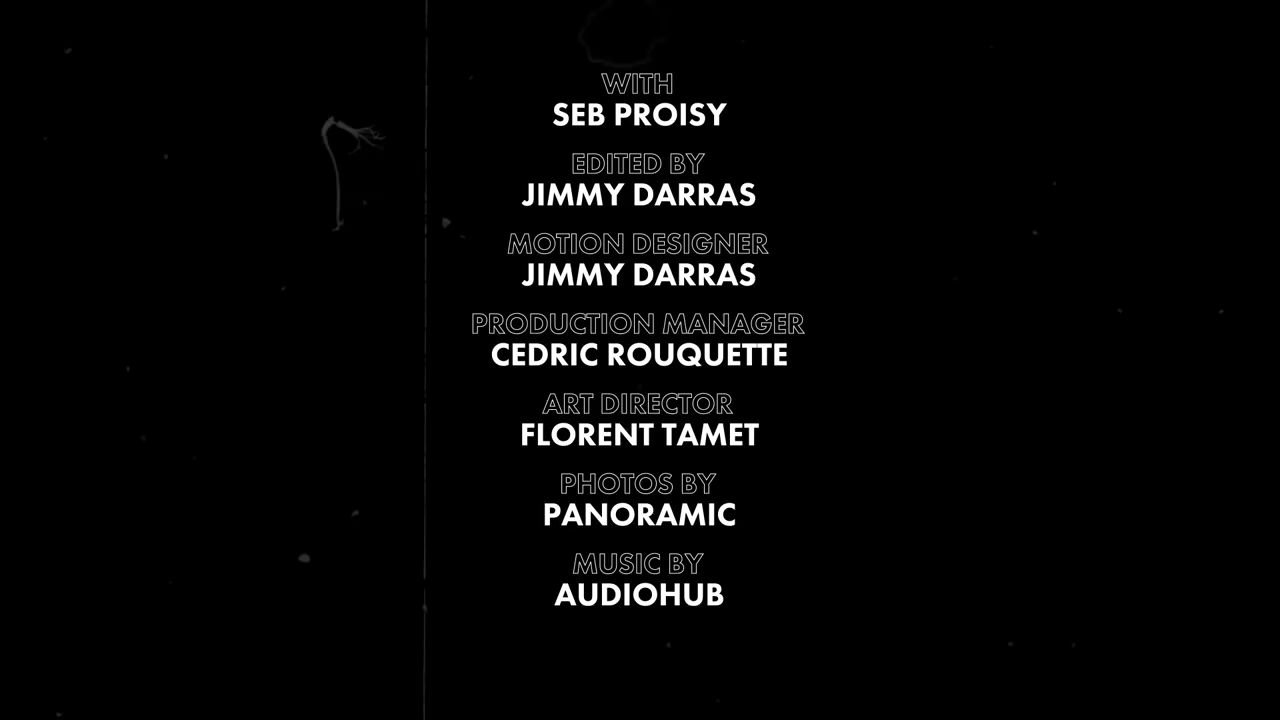 WITH
SEB PROISY
EDITED BY
JIMMY DARRAS
MOTION DESIGNER
JIMMY DARRAS
PRODUCTION MANAGER
CEDRIC ROUQUETTE
ART DIRECTOR
FLORENT TAMET
PHOTOS BY
PANORAMIC
MUSIC BY
AUDIOHUB